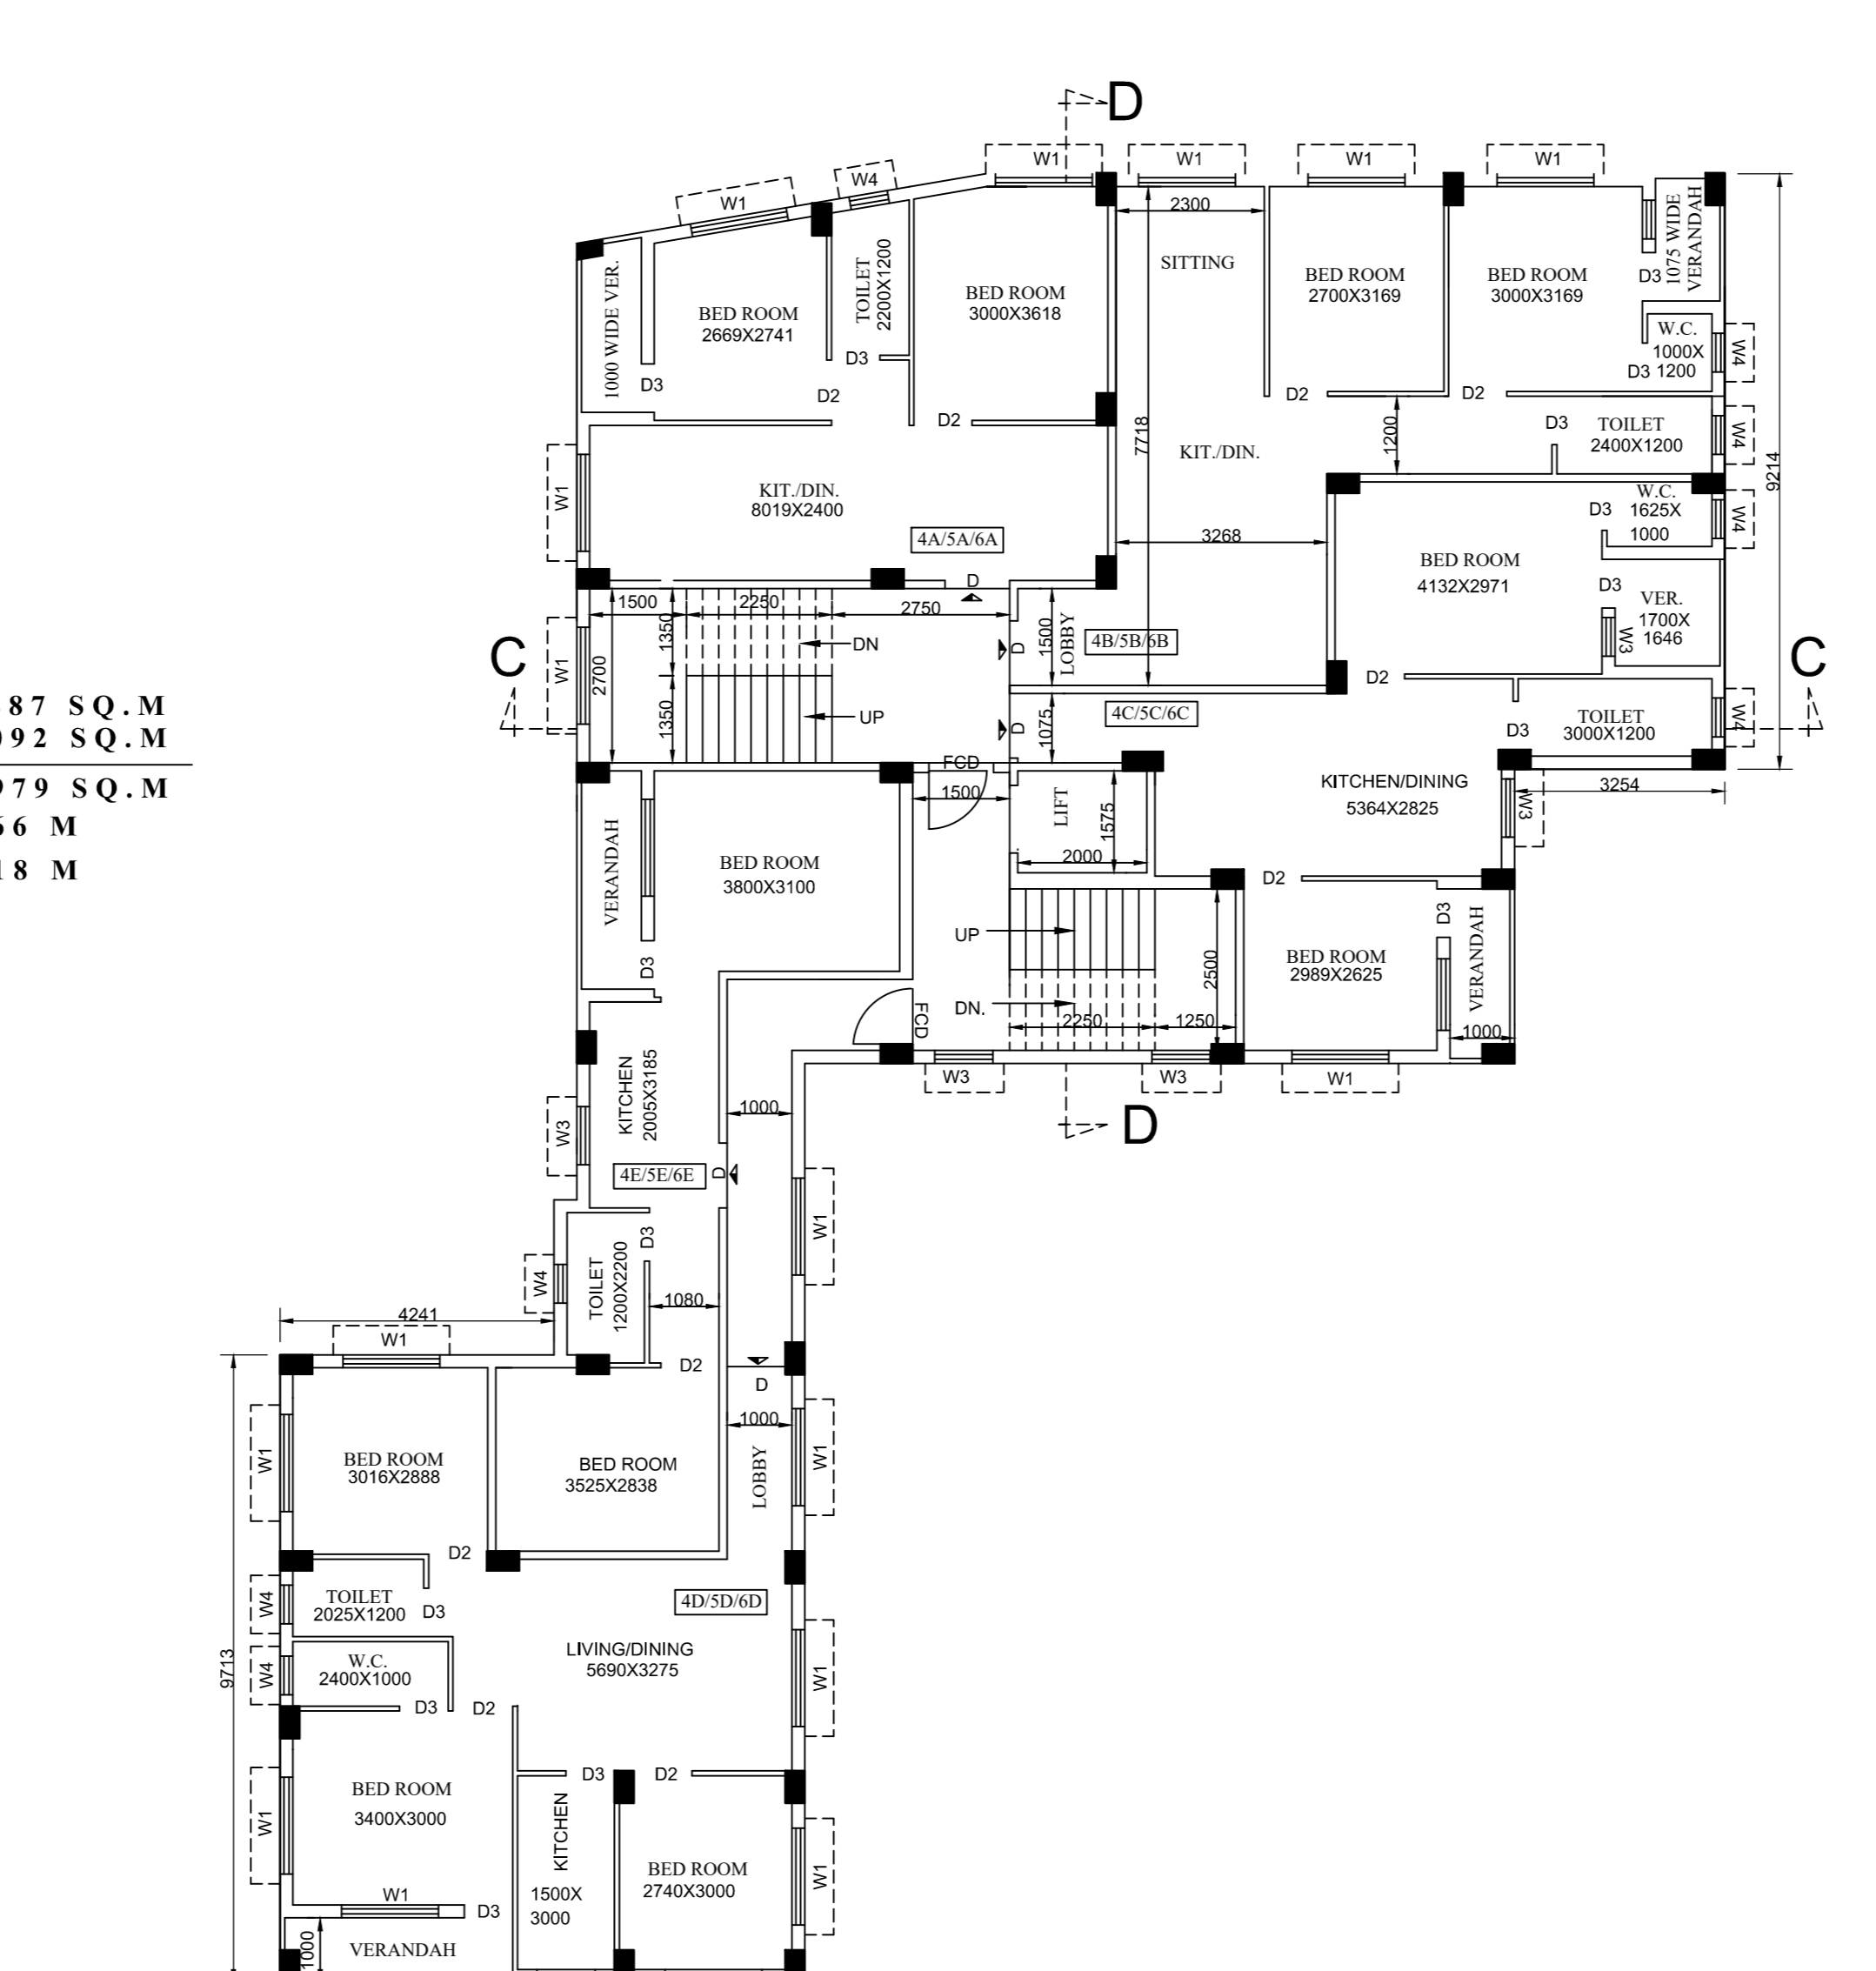 D
W1
W1
W1
W1
W4
W1
2300
SITTING
1075 WIDE
VERANDAH
D3
BED ROOM
2700X3169
BED ROOM
3000X3169
TOILET
2200X1200
BED ROOM
3000X3618
1000 WIDE VER.
BED ROOM
2669X2741
D3
D3
D2
D2
W.C.
1000X
1200
D3
W4
D2
D2
7718
KIT./DIN.
1200
D3
TOILET
2400X1200
W4
9214
W1
KIT./DIN.
8019X2400
4A/5A/6A
3268
D3
W.C.
1625X
1000
W4
BED ROOM
4132X2971
D3
VER.
1700X
1646
W3
D
1500
2250
2750
1350
2700
1350
DN
UP
D
1500
LOBBY
4B/5B/6B
C
W1
C
D2
D
1075
4C/5C/6C
D3
TOILET
3000X1200
W4
87 SQ.M
92 SQ.M
979 SQ.M
66 M
18 M
FCD
1500
LIFT
1575
2000
KITCHEN/DINING
5364X2825
W3
3254
VERANDAH
BED ROOM
3800X3100
D3
UP
DN.
2500
2250
1250
D2
BED ROOM
2989X2625
D3
VERANDAH
1000
FCD
W3
W3
W1
D
KITCHEN
2005X3185
1000
W3
4E/5E/6E
D
W1
D3
TOILET
1200X2200
W4
1080
4241
W1
D2
D
1000
LOBBY
W1
W1
BED ROOM
3016X2888
BED ROOM
3525X2838
D2
W4
TOILET
2025X1200
D3
4D/5D/6D
LIVING/DINING
5690X3275
W1
9713
W4
W.C.
2400X1000
D3
D2
D3
D2
W1
BED ROOM
3400X3000
KITCHEN
1500X
3000
BED ROOM
2740X3000
W1
W1
D3
1000
VERANDAH